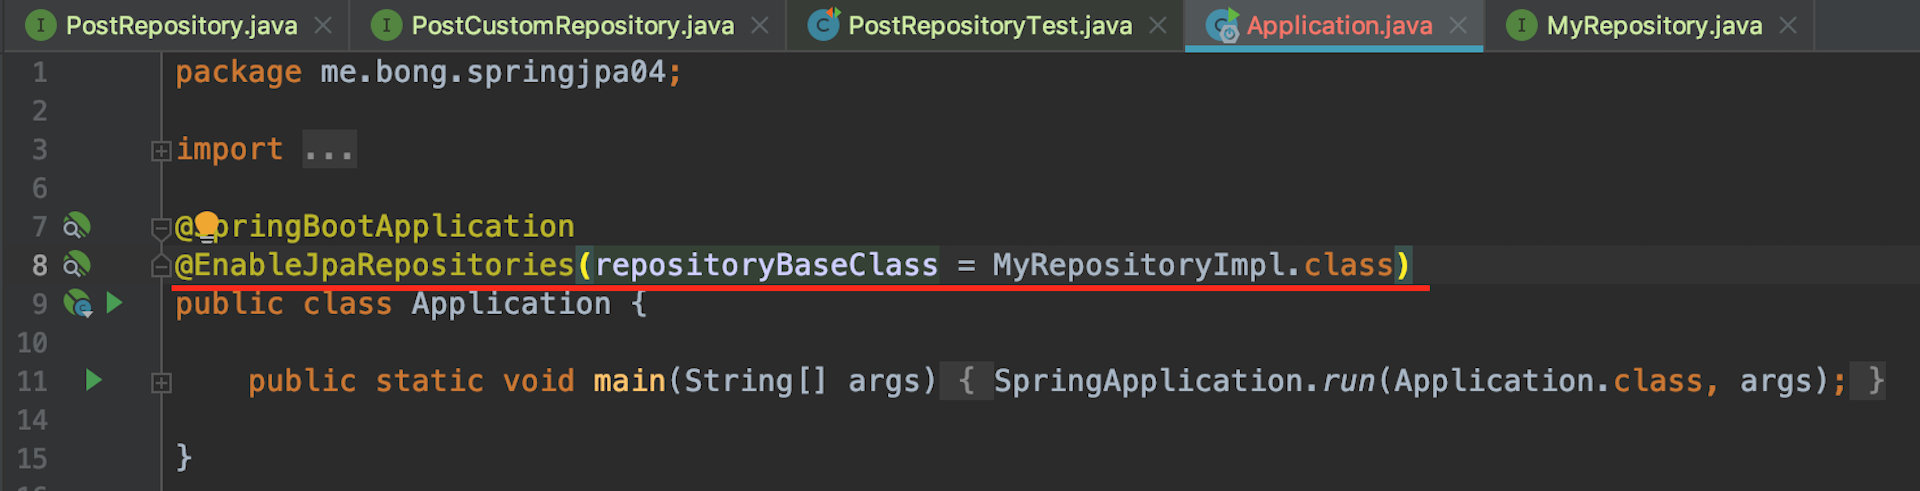 PostRepository.java PostCustomRepository.java PostRepositoryTest.java Application.java MyRepository.java
1 package me.bong.springjpa04;
2
3 import ...
6
7 @SpringBootApplication
8 @EnableJpaRepositories(repositoryBaseClass = MyRepositoryImpl.class)
9 public class Application {
10
11 public static void main(String[] args) { SpringApplication.run(Application.class, args); }
14
15 }